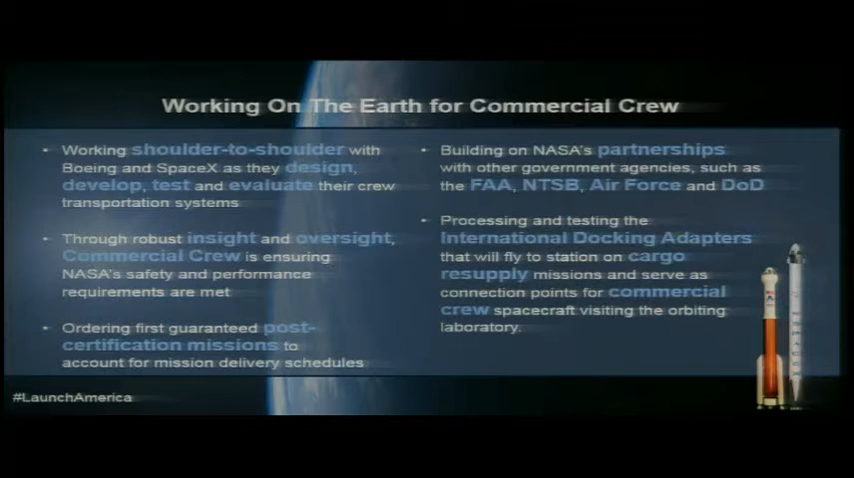 Working On The Earth for Commercial Crew
• Working shoulder-to-shoulder with
Boeing and SpaceX as they design,
develop, test and evaluate their crew
transportation systems
• Through robust insight and oversight,
Commercial Crew is ensuring
NASA's safety and performance
requirements are met
• Ordering first guaranteed post-
certification missions to
account for mission delivery schedules
• Building on NASA's partnerships
with other government agencies, such as
the FAA, NTSB, Air Force and DoD
• Processing and testing the
International Docking Adapters
that will fly to station on cargo
resupply missions and serve as
connection points for commercial
crew spacecraft visiting the orbiting
laboratory.
#LaunchAmerica